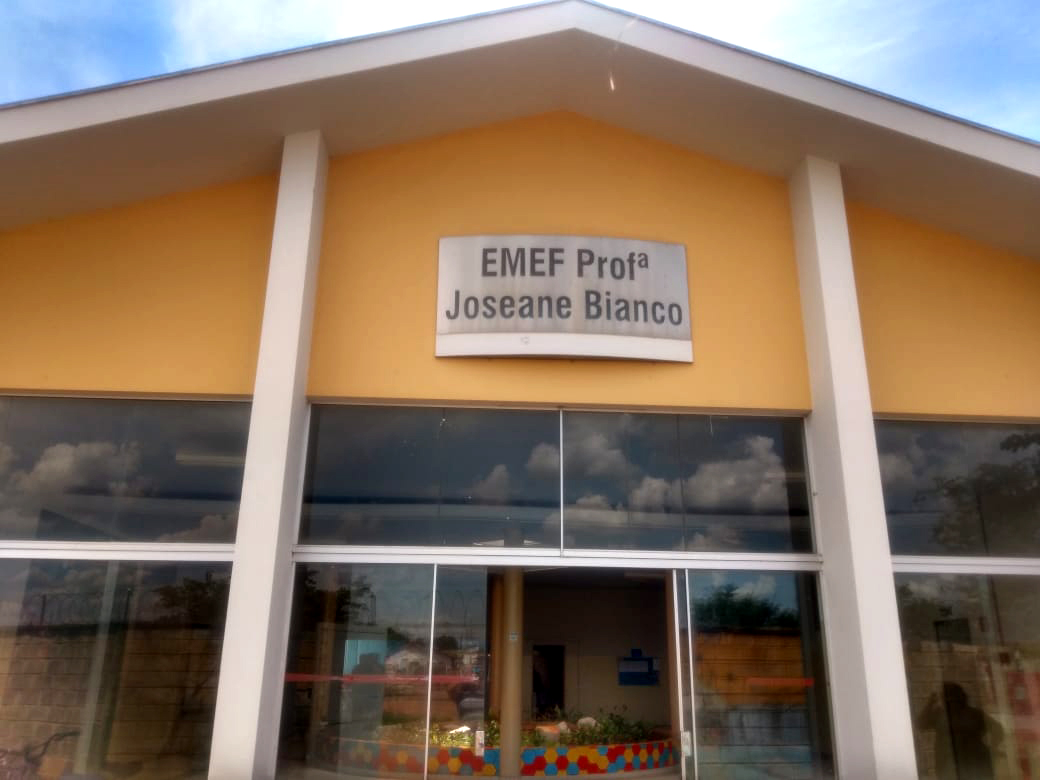 EMEF Profª
Joseane Bianco